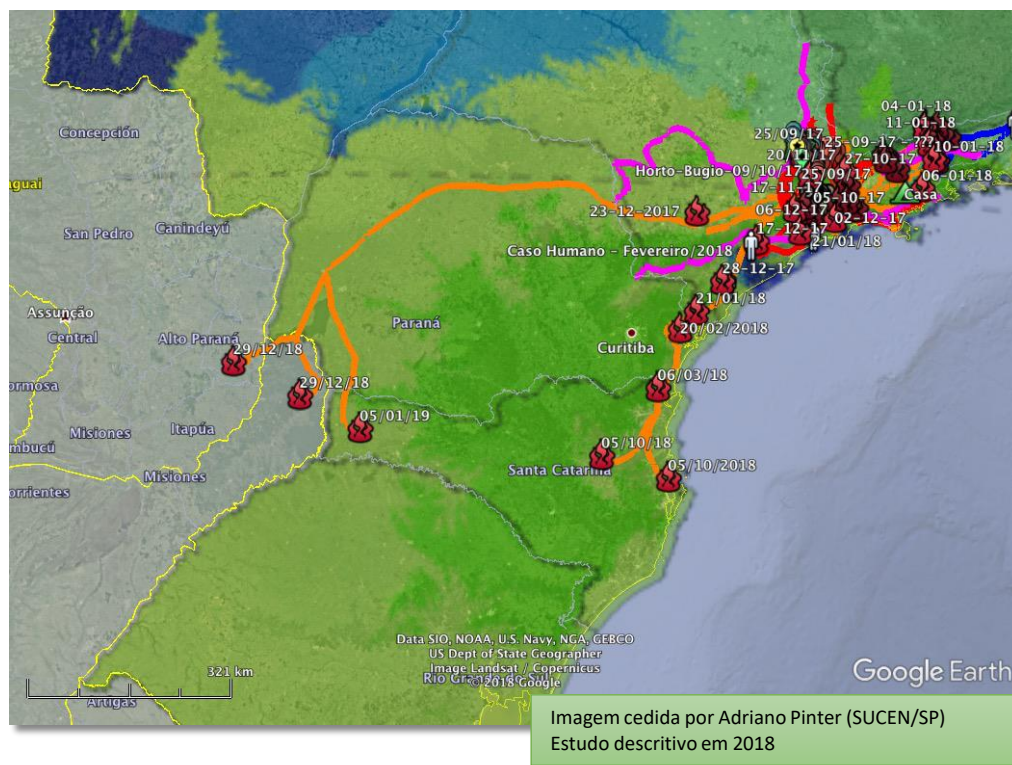 Concepción
04-01-18
11-01-18
25/09/17
25-09-17 - ???
10-01-18
20/11/17
27-10-17
Horto-Bugio-09/10/17
25/09/17
06-01-18
17-11-17
05-10-17
Casa
23-12-2017
06-12-17
02-12-17
San Pedro
Canindeyú
17-12-17
21/01/18
Caso Humano - Fevereiro/2018
28-12-17
21/01/18
Assunção
Central
Alto Paraná
Paraná
20/02/2018
Curitiba
29/12/18
29/12/18
06/03/18
05/01/19
Misiones
Itapúa
05/10/18
Santa Catarina
05/10/2018
Misiones
Data SIO, NOAA, U.S. Navy, NGA, GEBCO
US Dept of State Geographer
Image Landsat / Copernicus
© 2018 Google
Rio Grande do Sul
321 km
Google Earth
Artigas
Imagem cedida por Adriano Pinter (SUCEN/SP)
Estudo descritivo em 2018